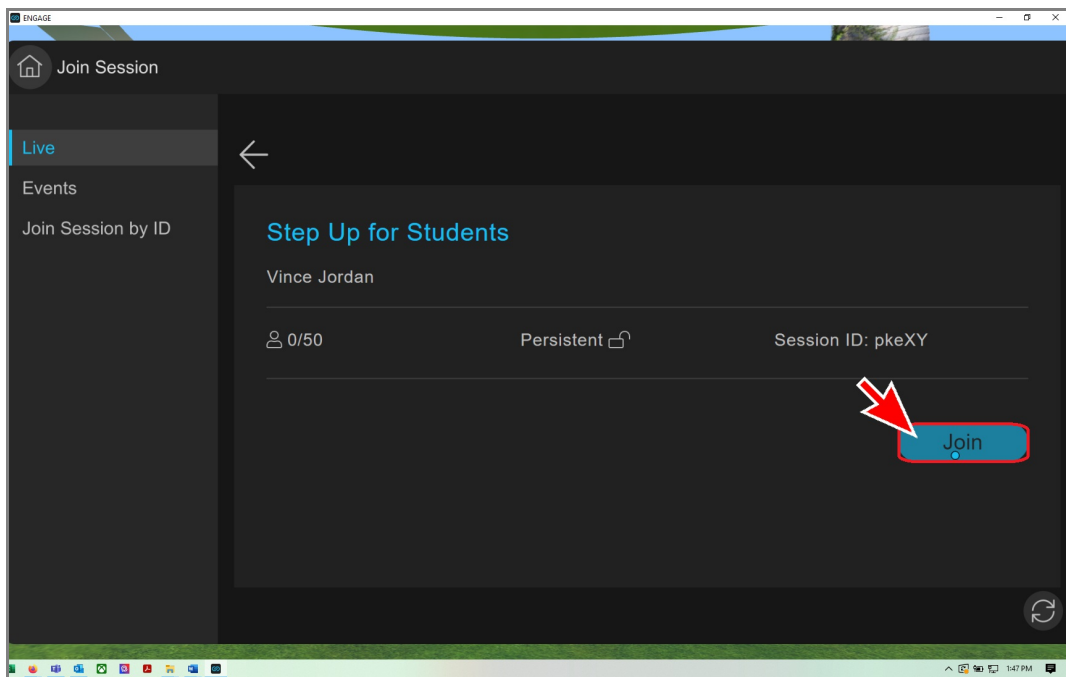 ENGAGE
Join Session
Live
Events
Join Session by ID
Step Up for Students
Vince Jordan
0/50
Persistent
Session ID: pkeXY
Join
1:47 PM